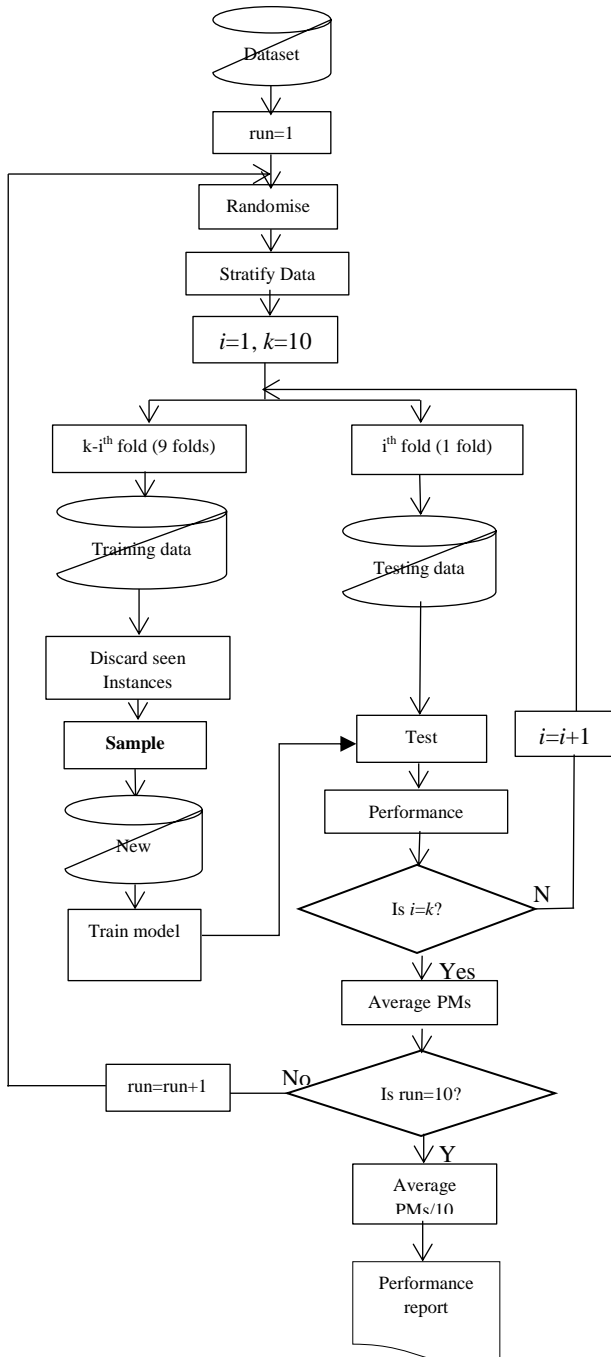 Dataset
run=1
Randomise
Stratify Data
i=1, k=10
k-iᵗʰ fold (9 folds)
iᵗʰ fold (1 fold)
Training data
Testing data
Discard seen
Instances
Sample
Test
i=i+1
New
Performance
Train model
Is i=k?
N
Yes
Average PMs
run=run+1
No
Is run=10?
Y
Average
PMs/10
Performance
report